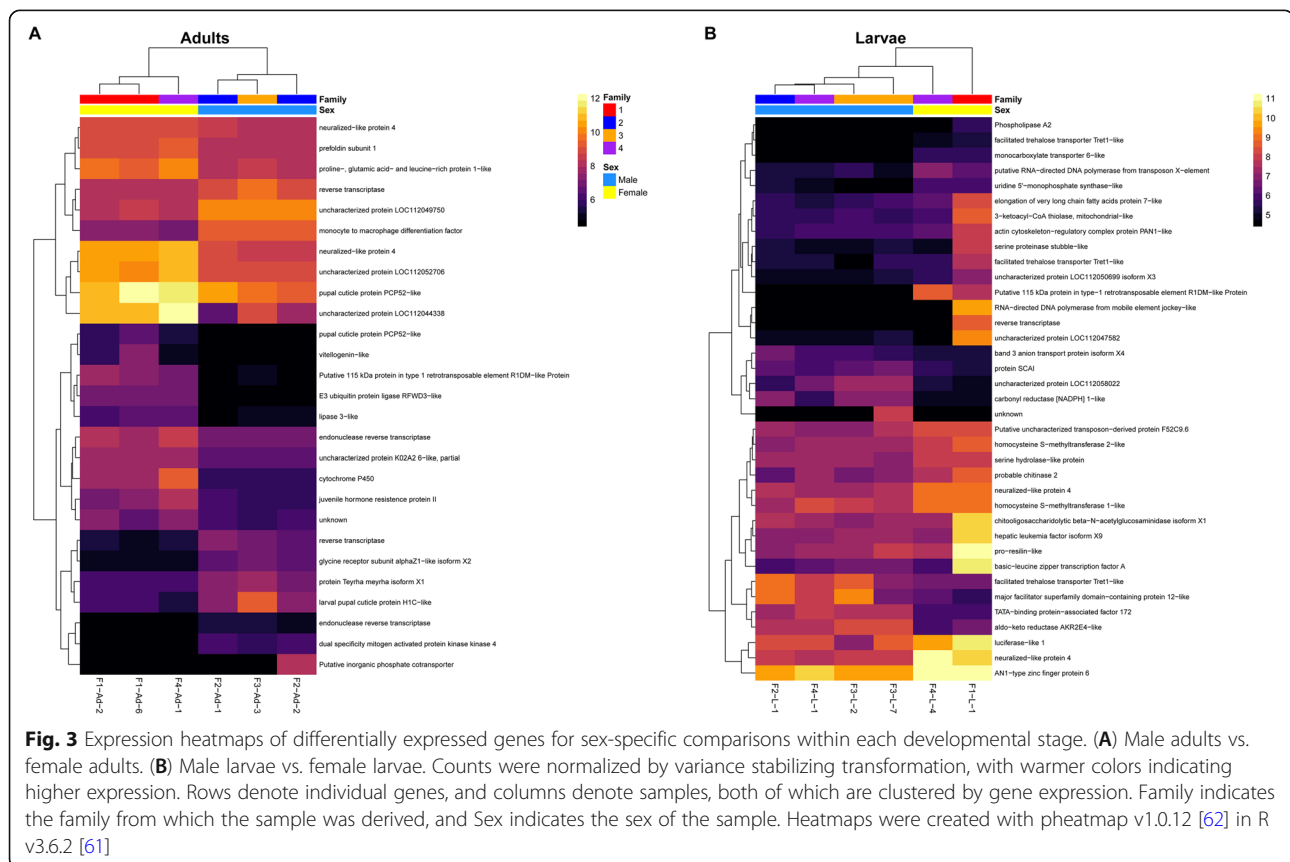 A
Adults
Family
Sex
12
10
8
6
Family
1
2
3
4
Sex
Male
Female
neuralized−like protein 4
prefoldin subunit 1
proline−, glutamic acid− and leucine−rich protein 1−like
reverse transcriptase
uncharacterized protein LOC112049750
monocyte to macrophage differentiation factor
neuralized−like protein 4
uncharacterized protein LOC112052706
pupal cuticle protein PCP52−like
uncharacterized protein LOC112044338
pupal cuticle protein PCP52−like
vitellogenin−like
Putative 115 kDa protein in type 1 retrotransposable element R1DM−like Protein
E3 ubiquitin protein ligase RFWD3−like
lipase 3−like
endonuclease reverse transcriptase
uncharacterized protein K02A2 6−like, partial
cytochrome P450
juvenile hormone resistence protein II
unknown
reverse transcriptase
glycine receptor subunit alphaZ1−like isoform X2
protein Teyrha meyrha isoform X1
larval pupal cuticle protein H1C−like
endonuclease reverse transcriptase
dual specificity mitogen activated protein kinase kinase 4
Putative inorganic phosphate cotransporter
F1−Ad−2
F1−Ad−6
F4−Ad−1
F2−Ad−1
F3−Ad−3
F2−Ad−2
B
Larvae
Family
Sex
11
10
9
8
7
6
5
Phospholipase A2
facilitated trehalose transporter Tret1−like
monocarboxylate transporter 6−like
putative RNA−directed DNA polymerase from transposon X−element
uridine 5'−monophosphate synthase−like
elongation of very long chain fatty acids protein 7−like
3−ketoacyl−CoA thiolase, mitochondrial−like
actin cytoskeleton−regulatory complex protein PAN1−like
serine proteinase stubble−like
facilitated trehalose transporter Tret1−like
uncharacterized protein LOC112050699 isoform X3
Putative 115 kDa protein in type−1 retrotransposable element R1DM−like Protein
RNA−directed DNA polymerase from mobile element jockey−like
reverse transcriptase
uncharacterized protein LOC112047582
band 3 anion transport protein isoform X4
protein SCAI
uncharacterized protein LOC112058022
carbonyl reductase [NADPH] 1−like
unknown
Putative uncharacterized transposon−derived protein F52C9.6
homocysteine S−methyltransferase 2−like
serine hydrolase−like protein
probable chitinase 2
neuralized−like protein 4
homocysteine S−methyltransferase 1−like
chitooligosaccharidolytic beta−N−acetylglucosaminidase isoform X1
hepatic leukemia factor isoform X9
pro−resilin−like
basic−leucine zipper transcription factor A
facilitated trehalose transporter Tret1−like
major facilitator superfamily domain−containing protein 12−like
TATA−binding protein−associated factor 172
aldo−keto reductase AKR2E4−like
luciferase−like 1
neuralized−like protein 4
AN1−type zinc finger protein 6
F2−L−1
F4−L−1
F3−L−2
F3−L−7
F4−L−4
F1−L−1
Fig. 3 Expression heatmaps of differentially expressed genes for sex-specific comparisons within each developmental stage. (A) Male adults vs.
female adults. (B) Male larvae vs. female larvae. Counts were normalized by variance stabilizing transformation, with warmer colors indicating
higher expression. Rows denote individual genes, and columns denote samples, both of which are clustered by gene expression. Family indicates
the family from which the sample was derived, and Sex indicates the sex of the sample. Heatmaps were created with pheatmap v1.0.12 [62] in R
v3.6.2 [61]